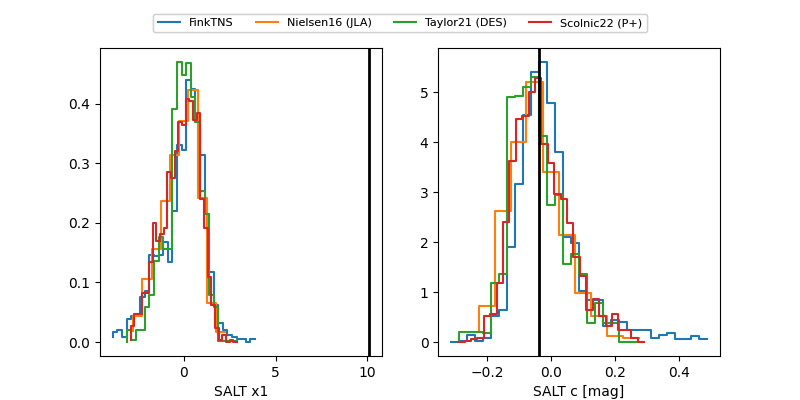 FinkTNS Nielsen16 (JLA) Taylor21 (DES) Scolnic22 (P+)
0.4
0.3
0.2
0.1
0.0
0 5 10
SALT x1
5
4
3
2
1
0
−0.2 0.0 0.2 0.4
SALT c [mag]